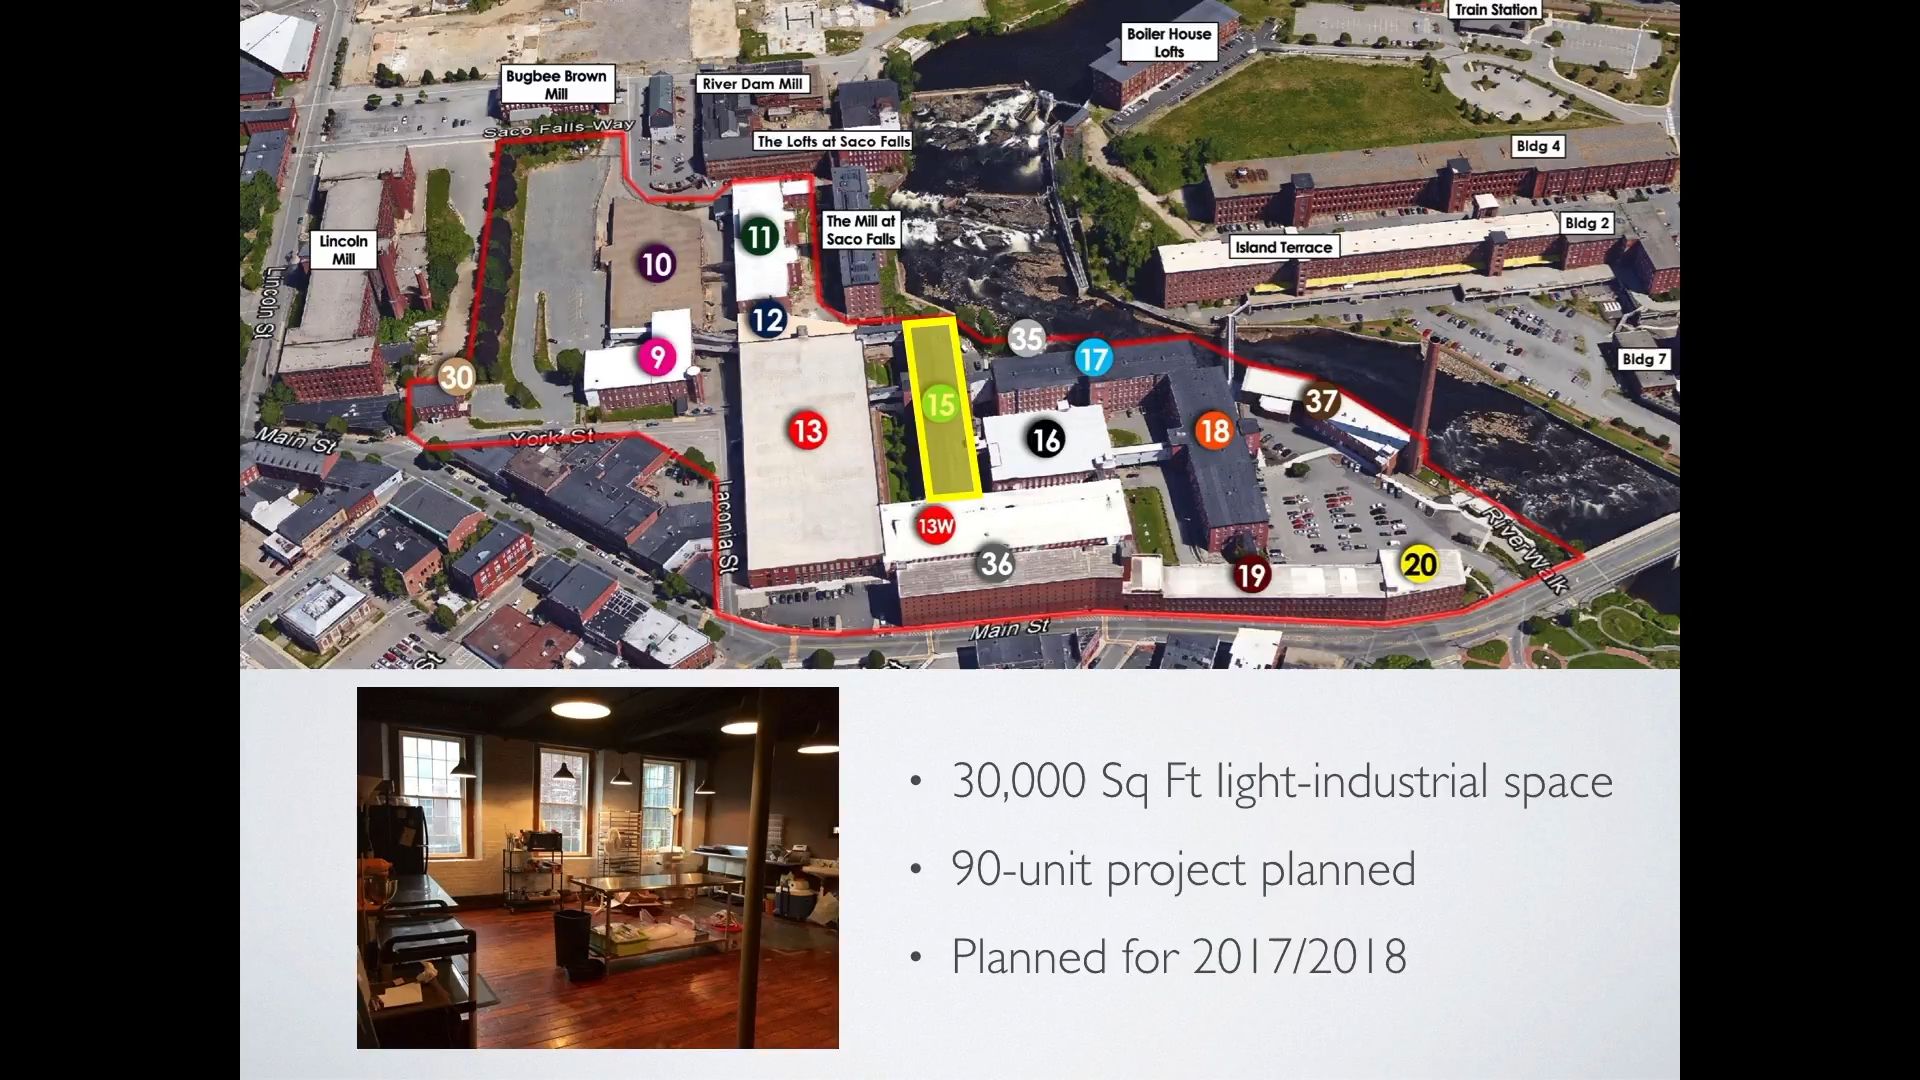 Train Station
Boiler House
Lofts
Bugbee Brown
Mill
River Dam Mill
Saco Falls Way
The Lofts at Saco Falls
Bldg 4
11
The Mill at
Saco Falls
Bldg 2
Lincoln
Mill
Island Terrace
10
Lincoln St
12
35
17
9
Bldg 7
30
15
37
13
16
18
Main St
York St
Laconia St
13W
36
19
20
RiverWalk
Main St
St
• 30,000 Sq Ft light-industrial space
• 90-unit project planned
• Planned for 2017/2018